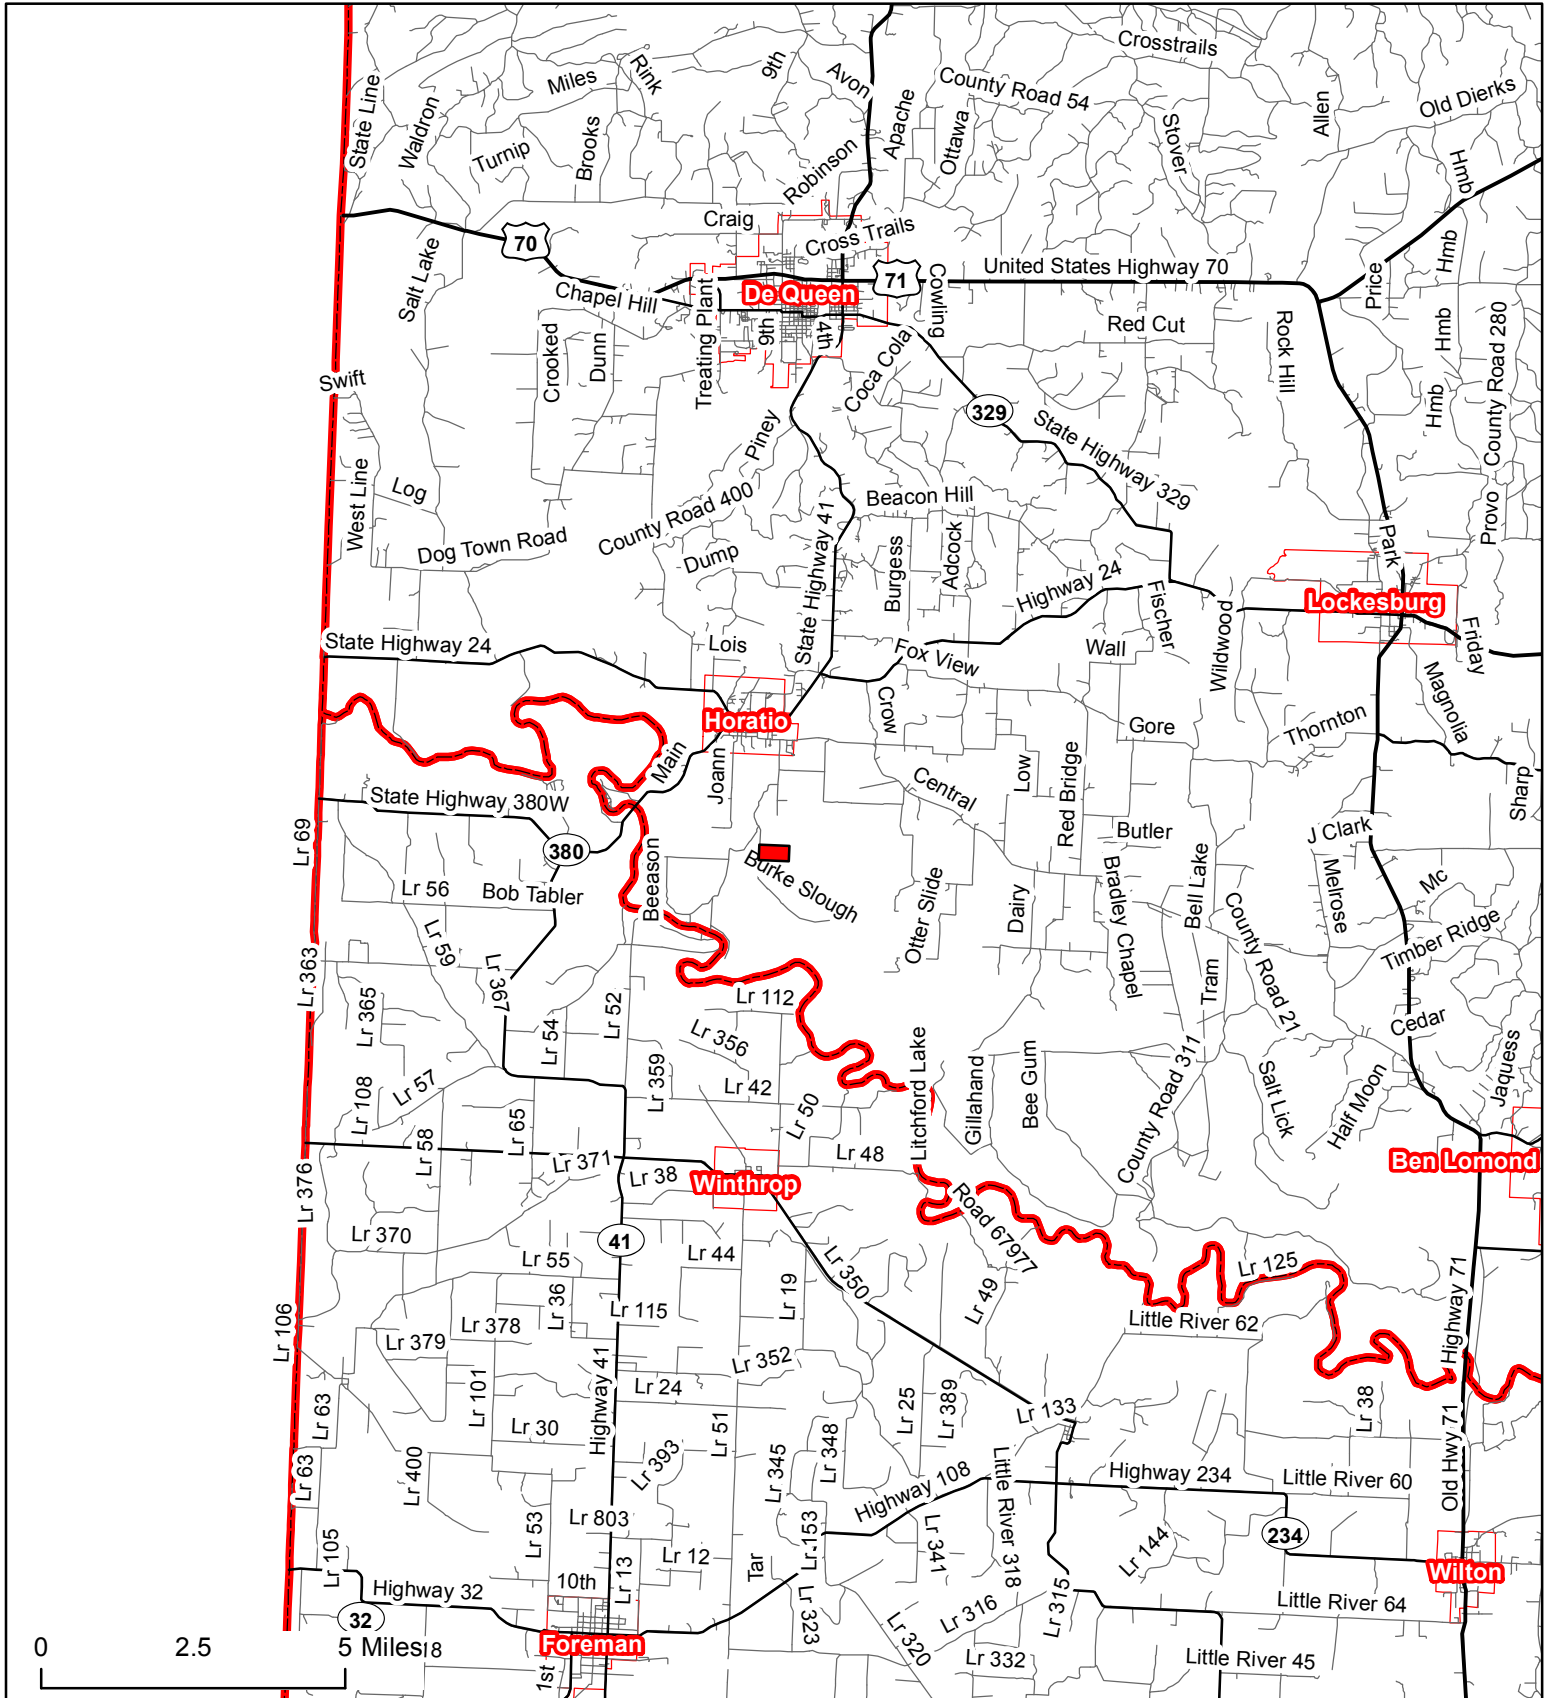 Crosstrails
9th
Rink
Miles
Avon
County Road 54
Old Dierks
Allen
State Line
Waldron
Turnip
Brooks
Apache
Ottawa
Stover
Robinson
Hmb
Craig
Cross Trails
70
Salt Lake
Chapel Hill
Treating Plant
De Queen
71
Cowling
United States Highway 70
Hmb
Price
9th
4th
Red Cut
Rock Hill
Hmb
County Road 280
Crooked
Dunn
Coca Cola
Swift
Hmb
329
Piney
State Highway 329
West Line
Log
County Road 400
Beacon Hill
Provo
Dog Town Road
Dump
State Highway 41
Burgess
Adcock
Park
Highway 24
Fischer
Wildwood
Lockesburg
State Highway 24
Lois
Fox View
Wall
Friday
Magnolia
Crow
Horatio
Gore
Thornton
Main
Joann
Central
Low
Red Bridge
Sharp
State Highway 380W
Lr 69
380
Butler
J Clark
Burke Slough
Lr 56
Bob Tabler
Beeason
Otter Slide
Dairy
Bradley Chapel
Bell Lake
Melrose
Mc
Lr 59
County Road 21
Timber Ridge
Lr 363
Lr 367
Lr 112
Tram
Lr 365
Lr 54
Lr 52
Lr 356
Cedar
Litchford Lake
Gillahand
Bee Gum
County Road 311
Salt Lick
Half Moon
Jaquess
Lr 108
Lr 57
Lr 359
Lr 42
Lr 50
Lr 65
Lr 58
Lr 371
Lr 38
Lr 48
Winthrop
Ben Lomond
Lr 376
Road 67977
Lr 370
41
Lr 44
Lr 55
Lr 350
Lr 125
Highway 71
Lr 36
Lr 115
Lr 19
Lr 49
Little River 62
Lr 106
Lr 379
Lr 378
Lr 352
Lr 24
Highway 41
Lr 63
Lr 101
Lr 30
Lr 51
Lr 25
Lr 389
Lr 133
Lr 38
Old Hwy 71
Lr 63
Lr 400
Lr 393
Lr 345
Lr 348
Highway 108
Little River 318
Highway 234
Little River 60
Lr 53
Lr 803
Lr 153
Lr 341
Lr 144
234
Lr 105
Lr 12
Tar
Wilton
Highway 32
10th
Lr 13
32
Lr 323
Lr 320
Lr 316
Lr 315
Little River 64
0 2.5 5 Miles
8
Foreman
1st
Lr 332
Little River 45